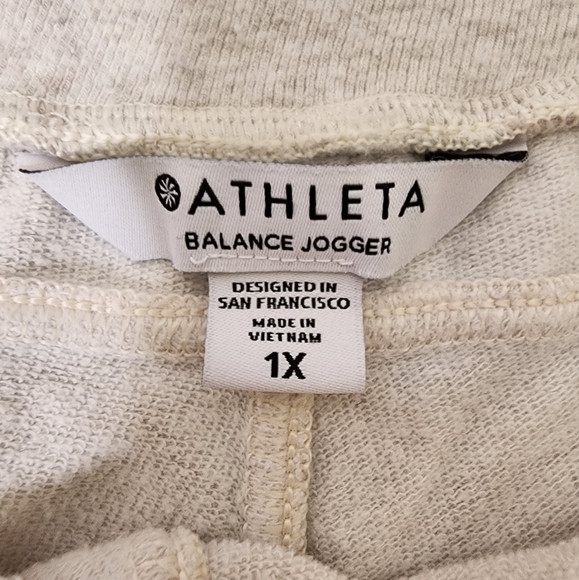 ATHLETA
BALANCE JOGGER
DESIGNED IN
SAN FRANCISCO
MADE IN
VIETNAM
1X